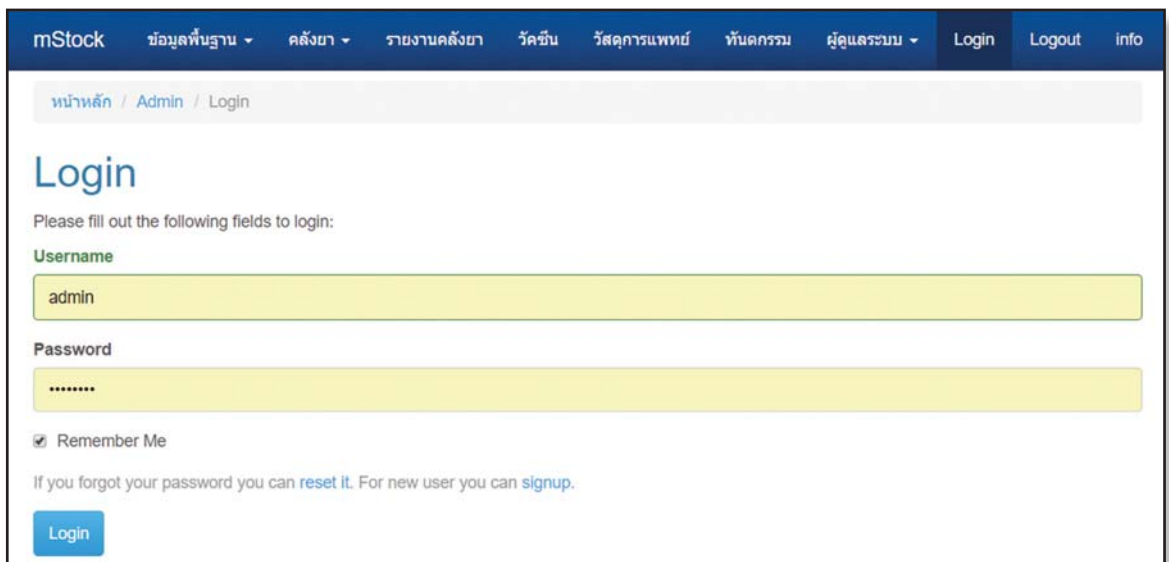 mStock ข้อมูลพื้นฐาน คลังยา รายงานคลังยา วัคซีน วัสดุการแพทย์ ทันตกรรม ผู้ดูแลระบบ Login Logout info
หน้าหลัก / Admin / Login
Login
Please fill out the following fields to login:
Username
admin
Password
••••••••
Remember Me
If you forgot your password you can reset it. For new user you can signup.
Login